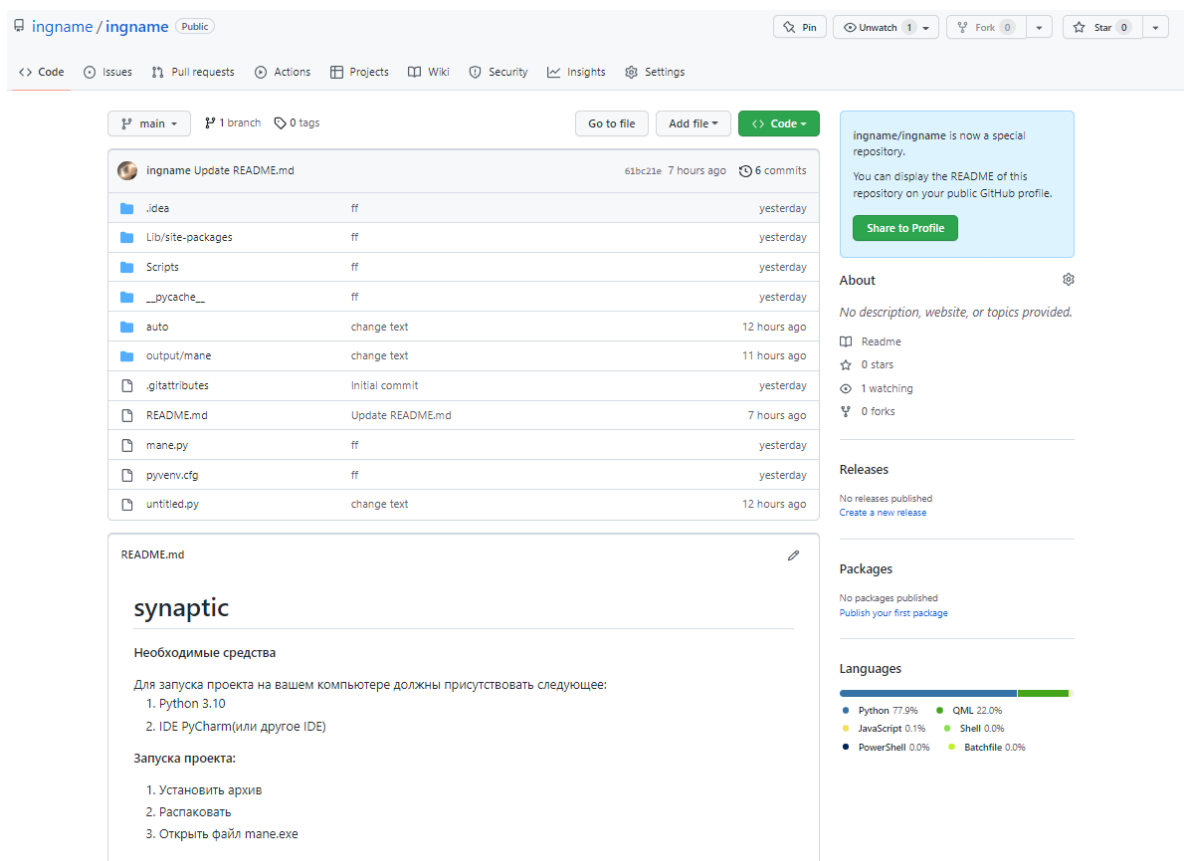 ingname / ingname Public
Pin
Unwatch 1
Fork 0
Star 0
Code
Issues
Pull requests
Actions
Projects
Wiki
Security
Insights
Settings
main
1 branch
0 tags
Go to file
Add file
Code
ingname Update README.md
61bc21e 7 hours ago
6 commits
.idea ff yesterday
Lib/site-packages ff yesterday
Scripts ff yesterday
__pycache__ ff yesterday
auto change text 12 hours ago
output/mane change text 11 hours ago
.gitattributes Initial commit yesterday
README.md Update README.md 7 hours ago
mane.py ff yesterday
pyvenv.cfg ff yesterday
untitled.py change text 12 hours ago
README.md
synaptic
Необходимые средства
Для запуска проекта на вашем компьютере должны присутствовать следующее:
1. Python 3.10
2. IDE PyCharm(или другое IDE)
Запуска проекта:
1. Установить архив
2. Распаковать
3. Открыть файл mane.exe
ingname/ingname is now a special
repository.
You can display the README of this
repository on your public GitHub profile.
Share to Profile
About
No description, website, or topics provided.
Readme
0 stars
1 watching
0 forks
Releases
No releases published
Create a new release
Packages
No packages published
Publish your first package
Languages
Python 77.9% QML 22.0%
JavaScript 0.1% Shell 0.0%
PowerShell 0.0% Batchfile 0.0%